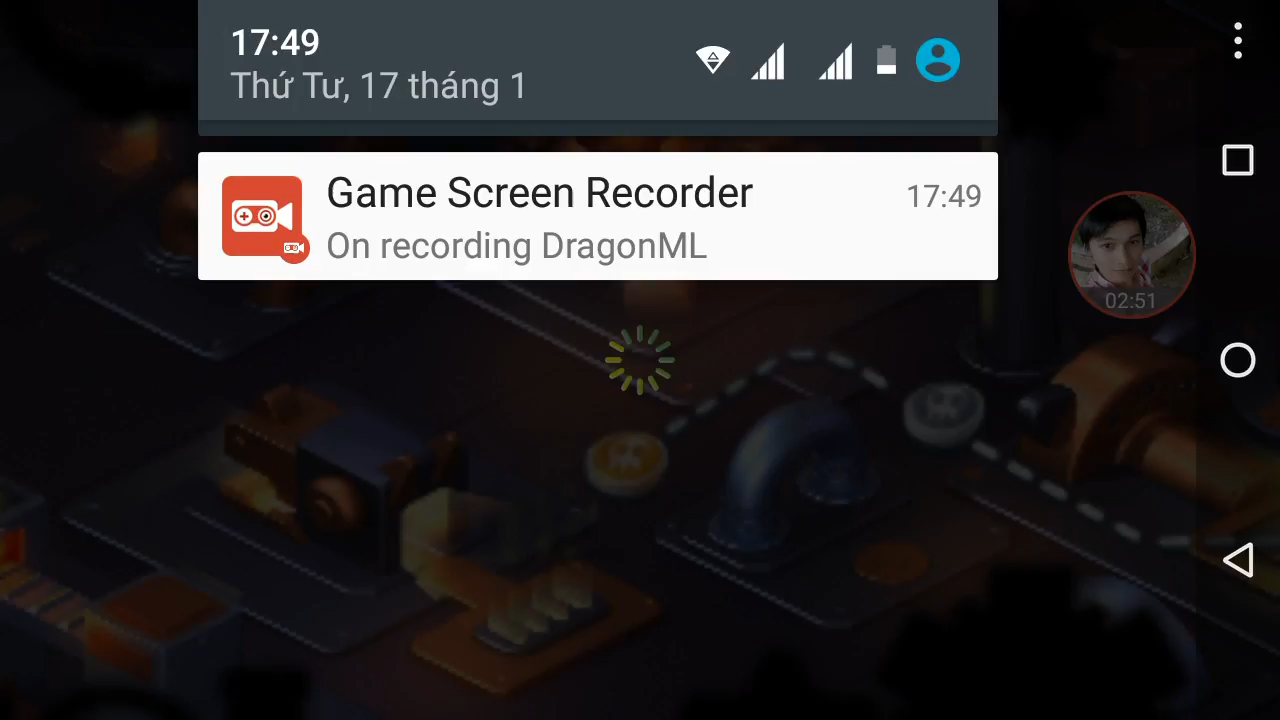 17:49
Thứ Tư, 17 tháng 1
Game Screen Recorder 17:49
On recording DragonML
02:51